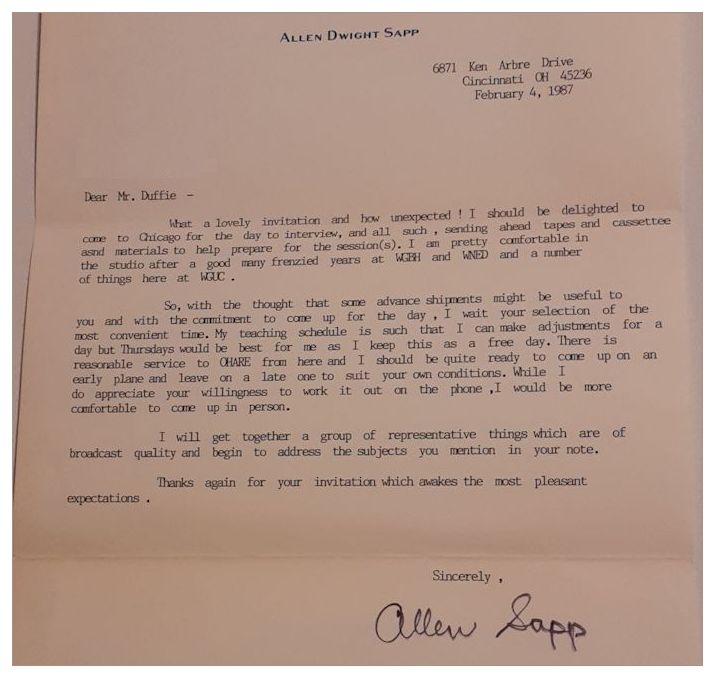 ALLEN DWIGHT SAPP
6871 Ken Arbre Drive
Cincinnati OH 45236
February 4, 1987
Dear Mr. Duffie -
What a lovely invitation and how unexpected ! I should be delighted to
come to Chicago for the day to interview, and all such , sending ahead tapes and cassettee
asnd materials to help prepare for the session(s). I am pretty comfortable in
the studio after a good many frenzied years at WGBH and WNED and a number
of things here at WGUC .
So, with the thought that some advance shipments might be useful to
you and with the commitment to come up for the day , I wait your selection of the
most convenient time. My teaching schedule is such that I can make adjustments for a
day but Thursdays would be best for me as I keep this as a free day. There is
reasonable service to OHARE from here and I should be quite ready to come up on an
early plane and leave on a late one to suit your own conditions. While I
do appreciate your willingness to work it out on the phone ,I would be more
comfortable to come up in person.
I will get together a group of representative things which are of
broadcast quality and begin to address the subjects you mention in your note.
Thanks again for your invitation which awakes the most pleasant
expectations .
Sincerely ,
Allen Sapp